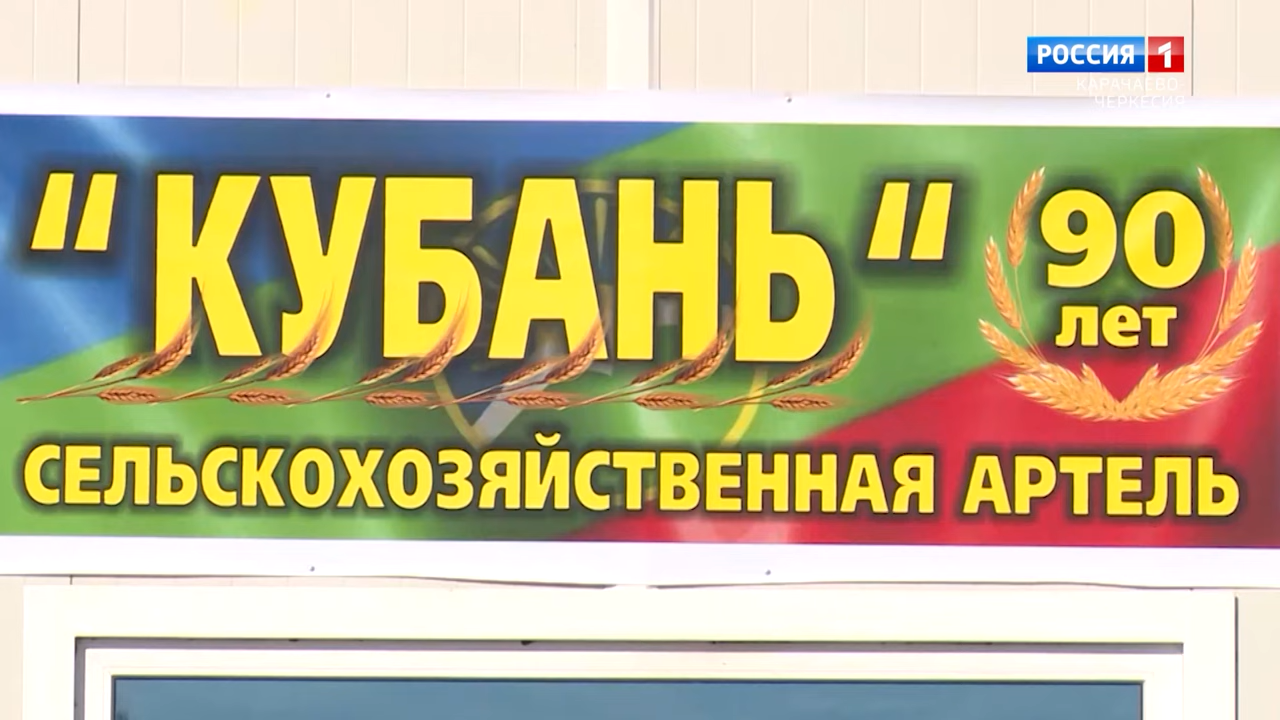 РОССИЯ 1
КАРАЧАЕВО-
ЧЕРКЕСИЯ
"КУБАНЬ"
90
лет
СЕЛЬСКОХОЗЯЙСТВЕННАЯ АРТЕЛЬ